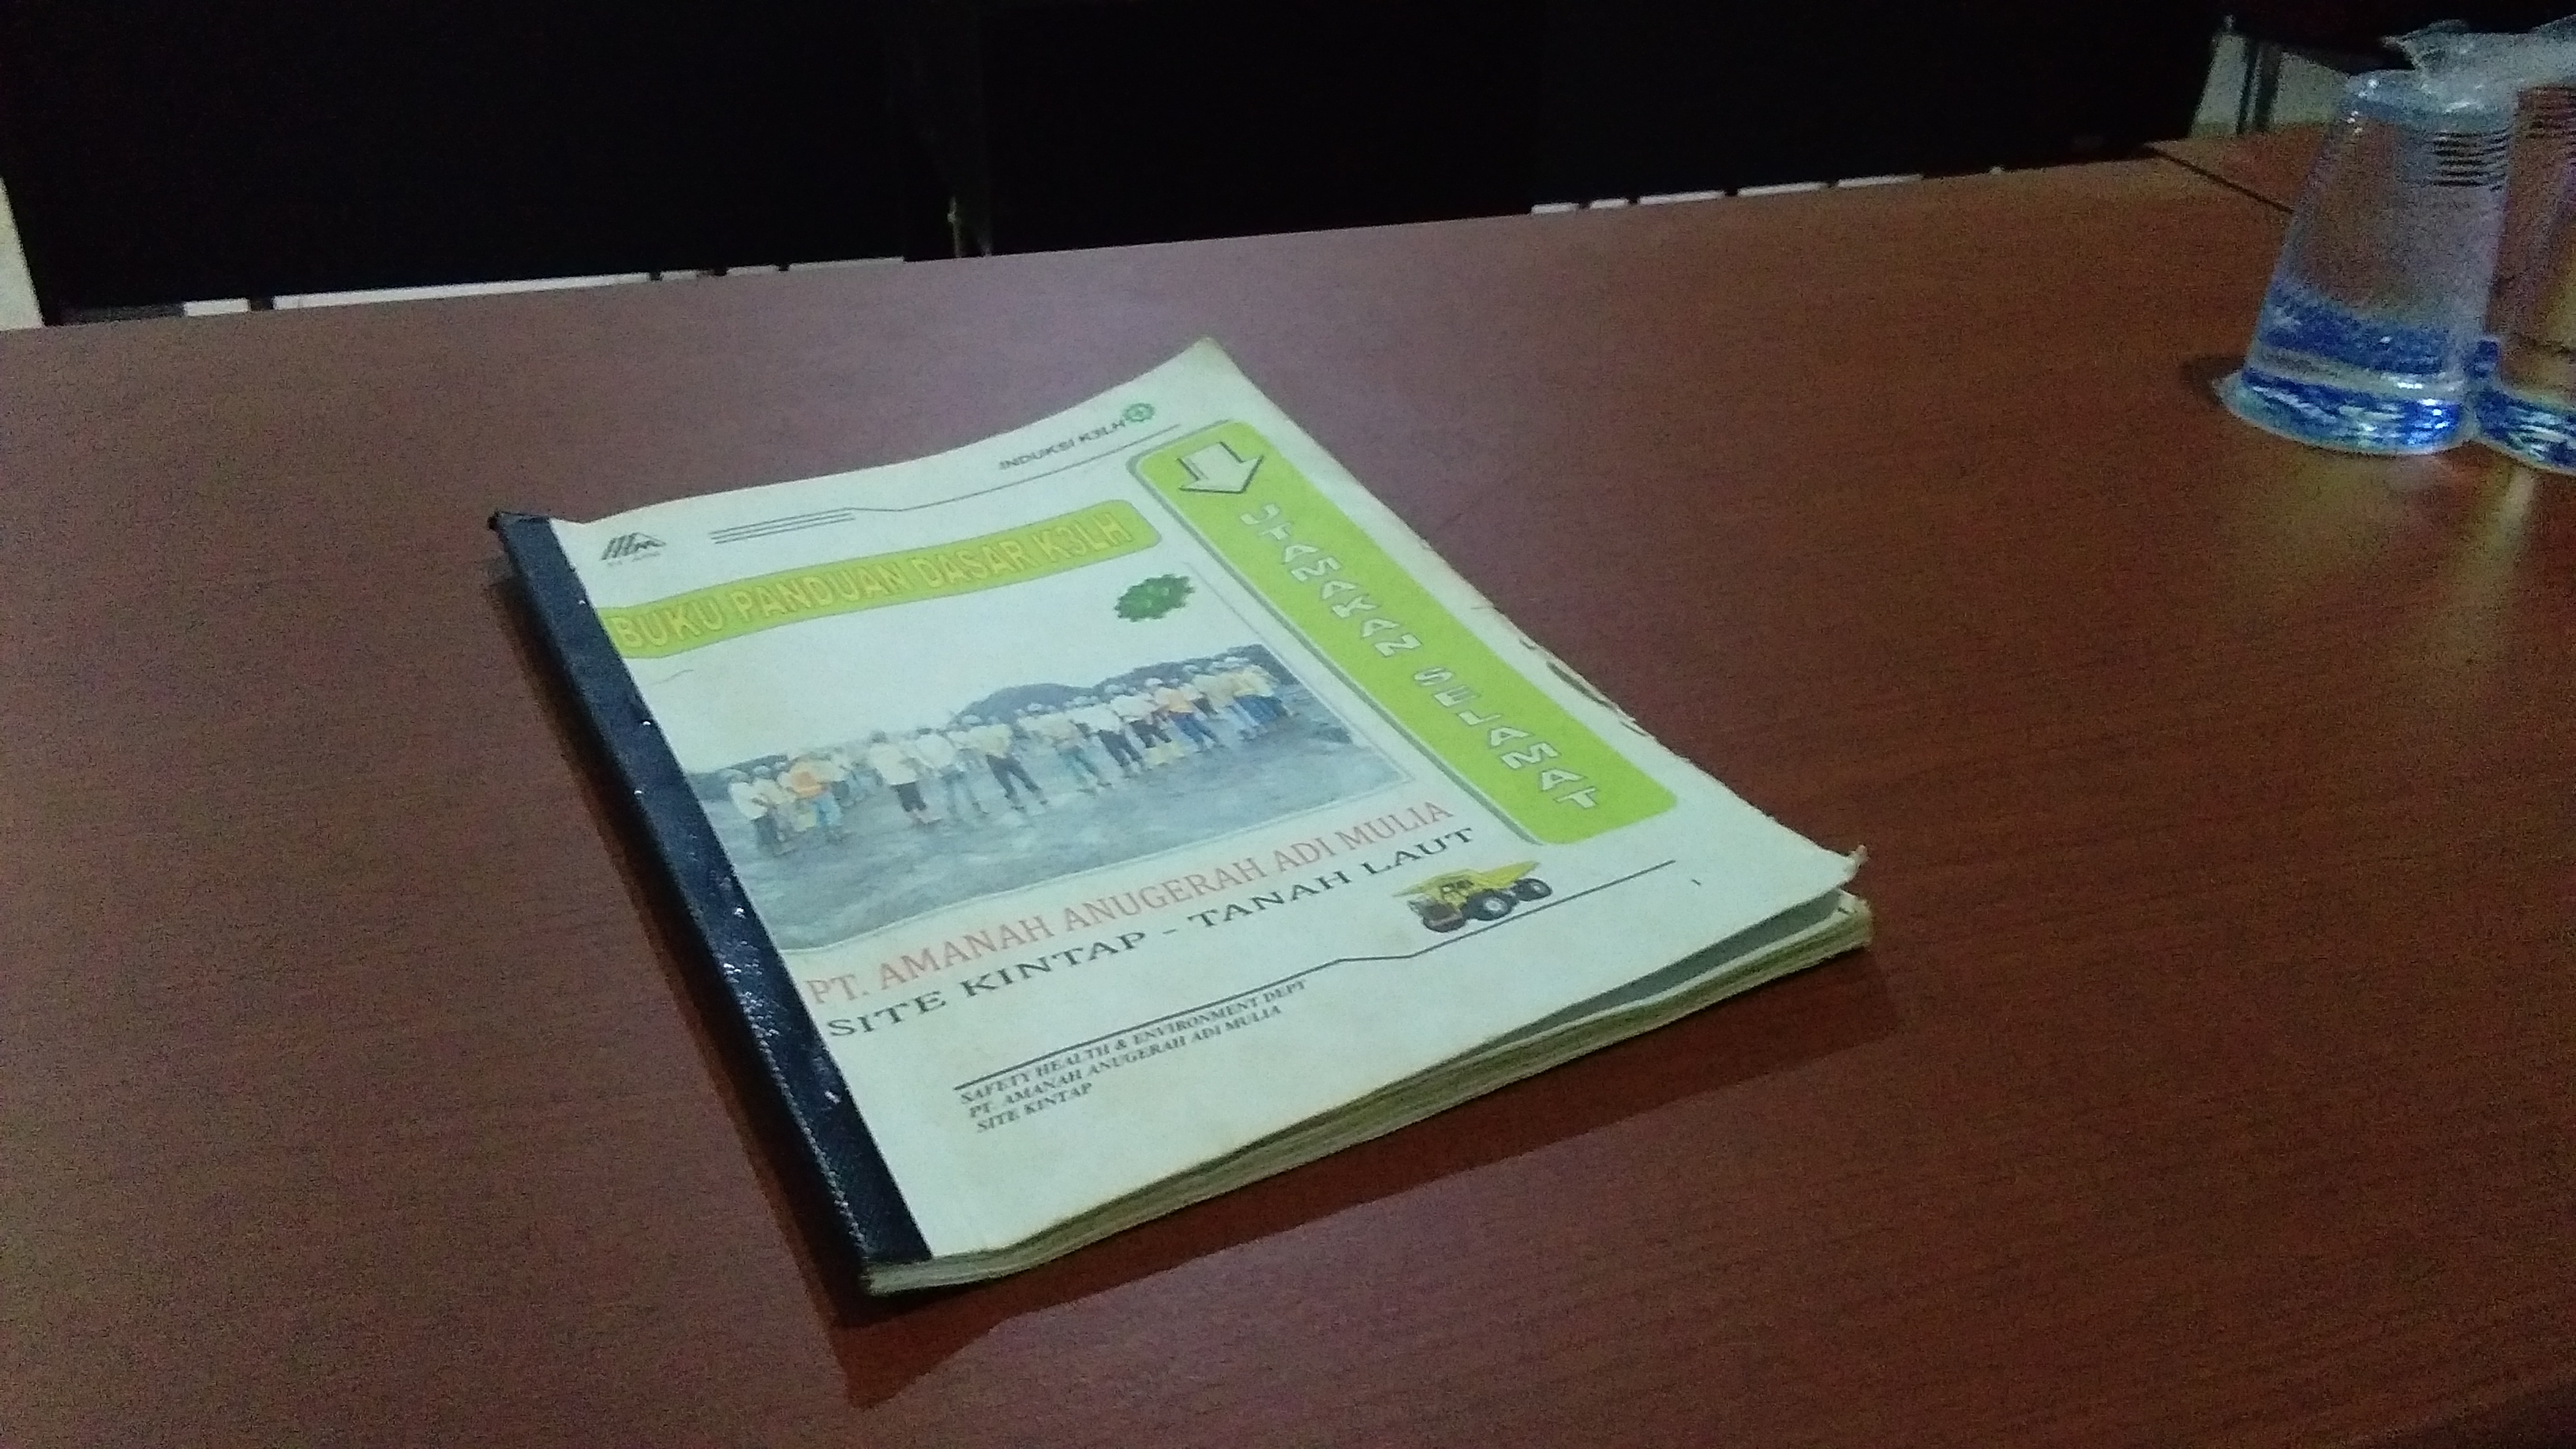 INDUKSI K3LH
BUKU PANDUAN DASAR K3LH
UTAMAKAN SELAMAT
PT. AMANAH ANUGERAH ADI MULIA
SITE KINTAP - TANAH LAUT
SAFETY HEALTH & ENVIRONMENT DEPT
PT. AMANAH ANUGERAH ADI MULIA
SITE KINTAP